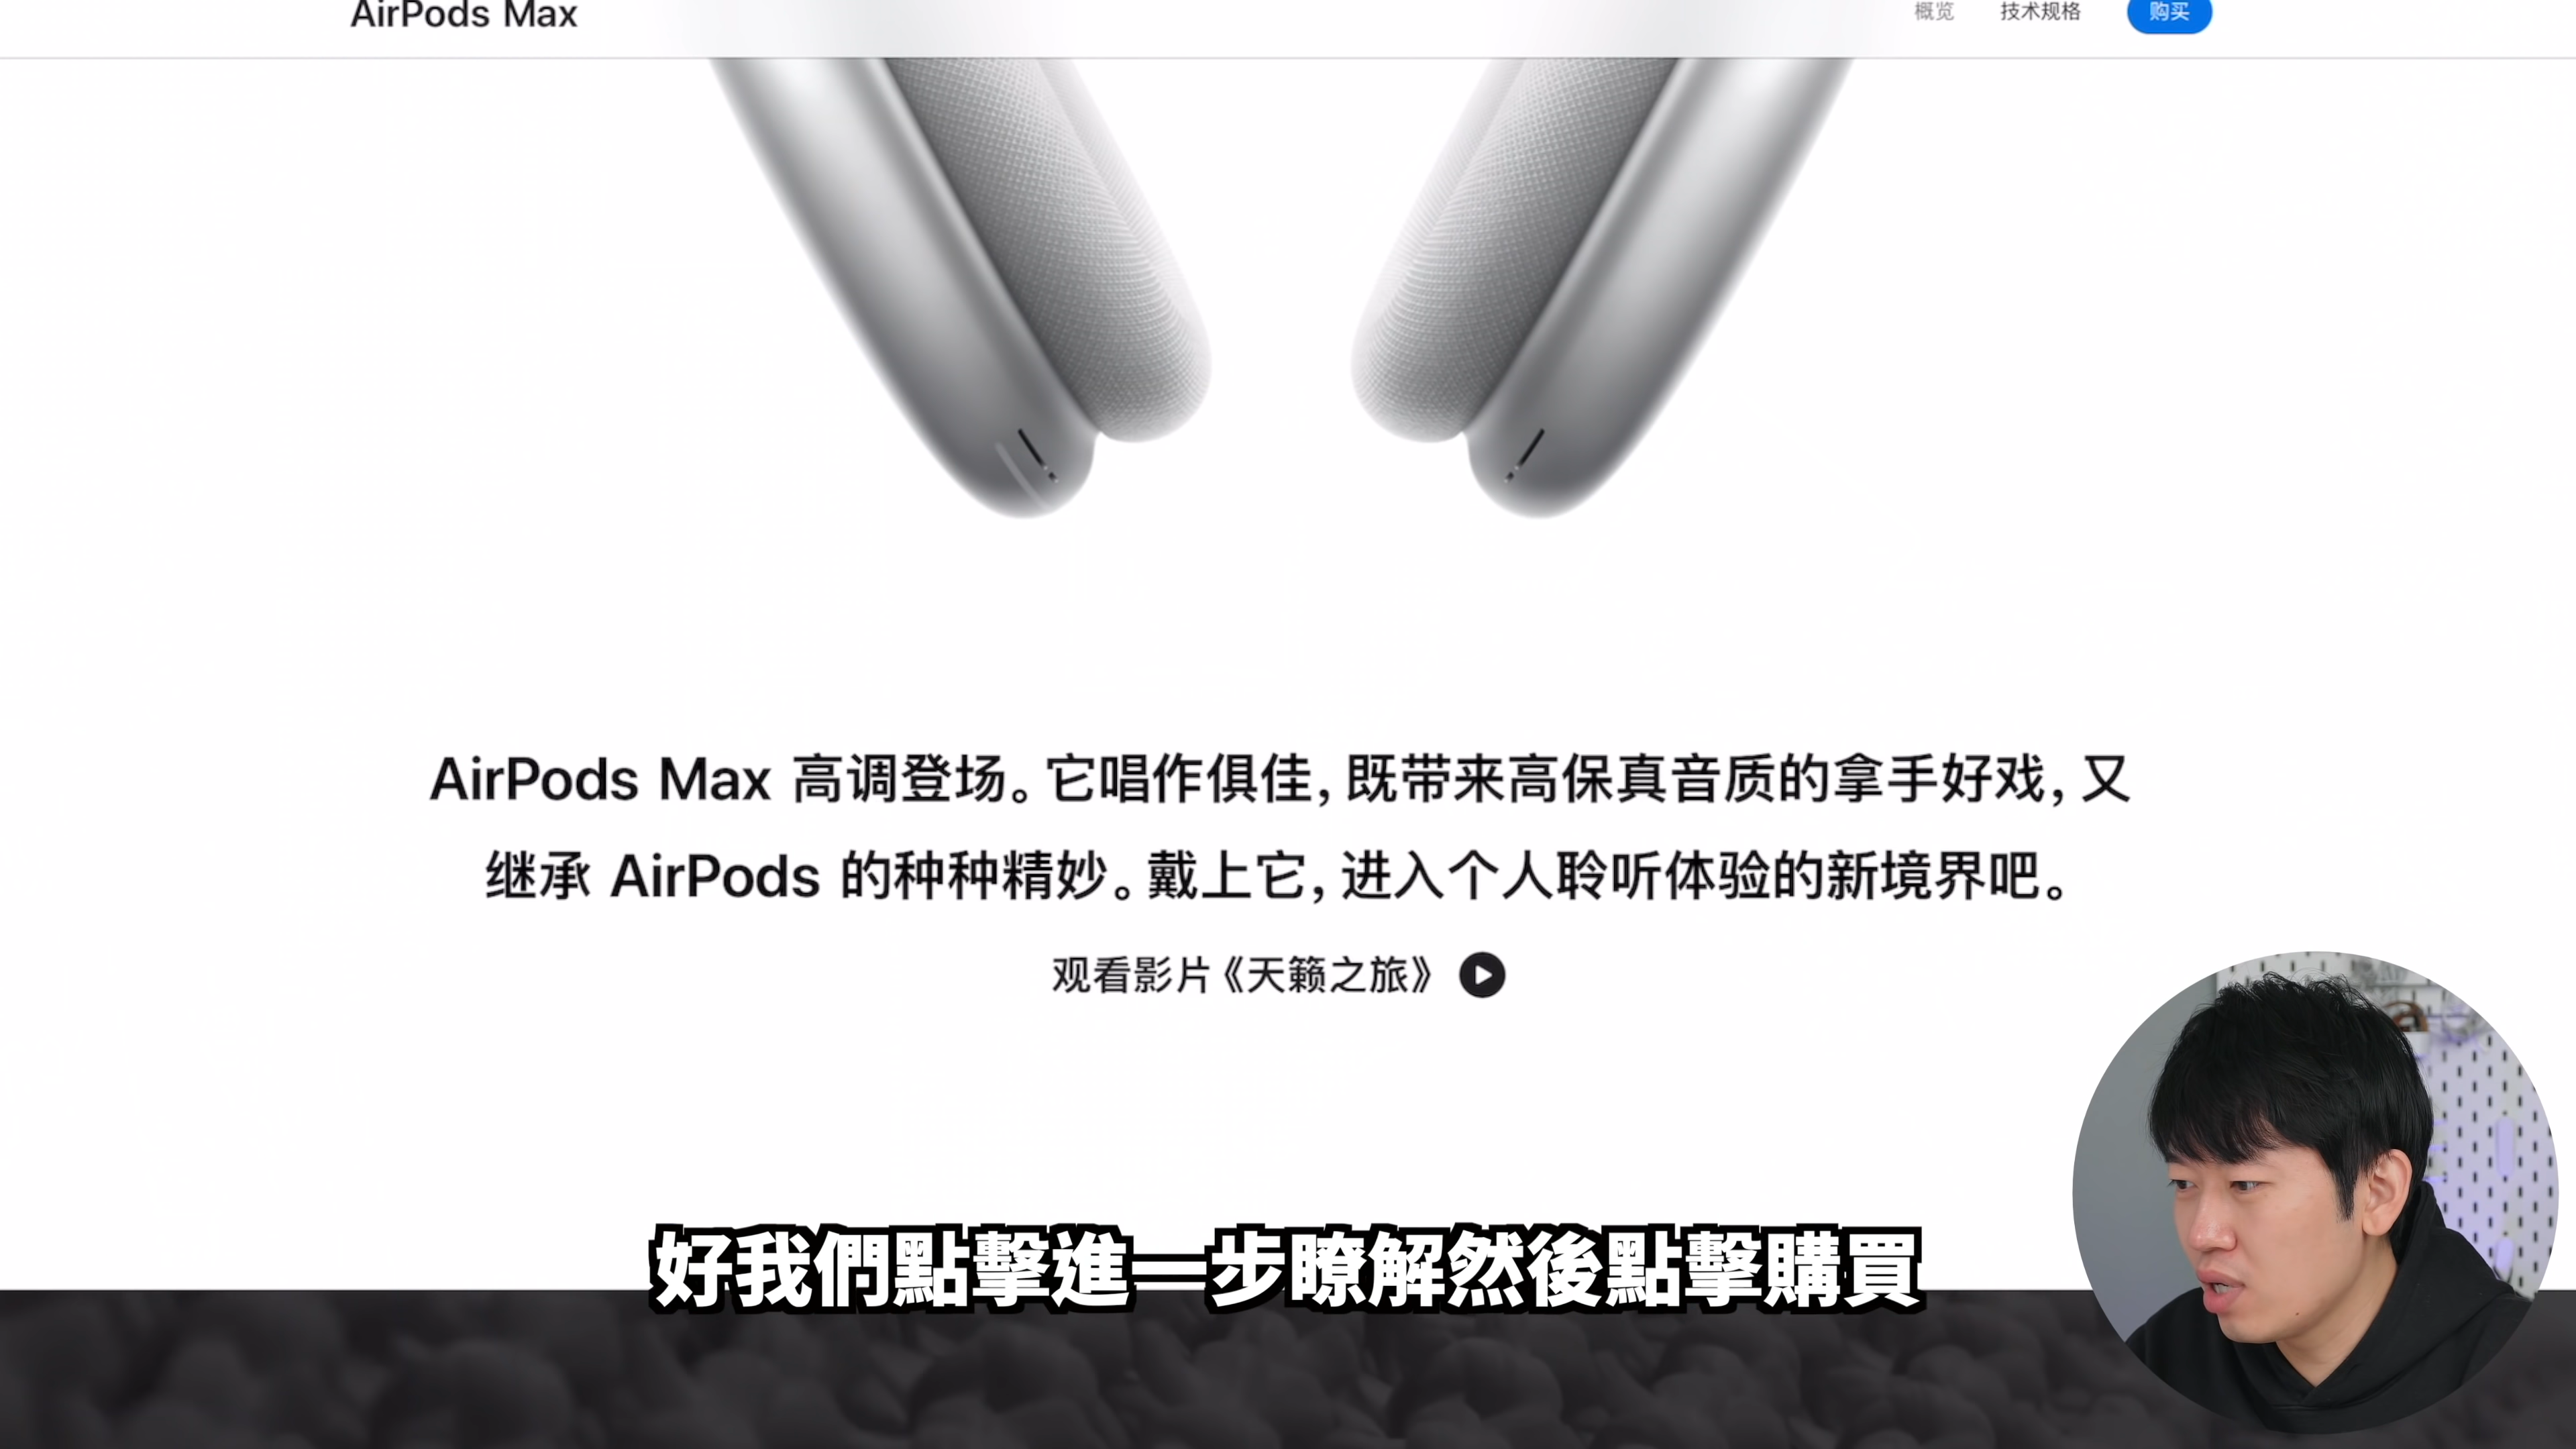 AirPods Max
概览 技术规格 购买
AirPods Max 高调登场。它唱作俱佳，既带来高保真音质的拿手好戏，又
继承 AirPods 的种种精妙。戴上它，进入个人聆听体验的新境界吧。
观看影片《天籁之旅》
好我們點擊進一步瞭解然後點擊購買